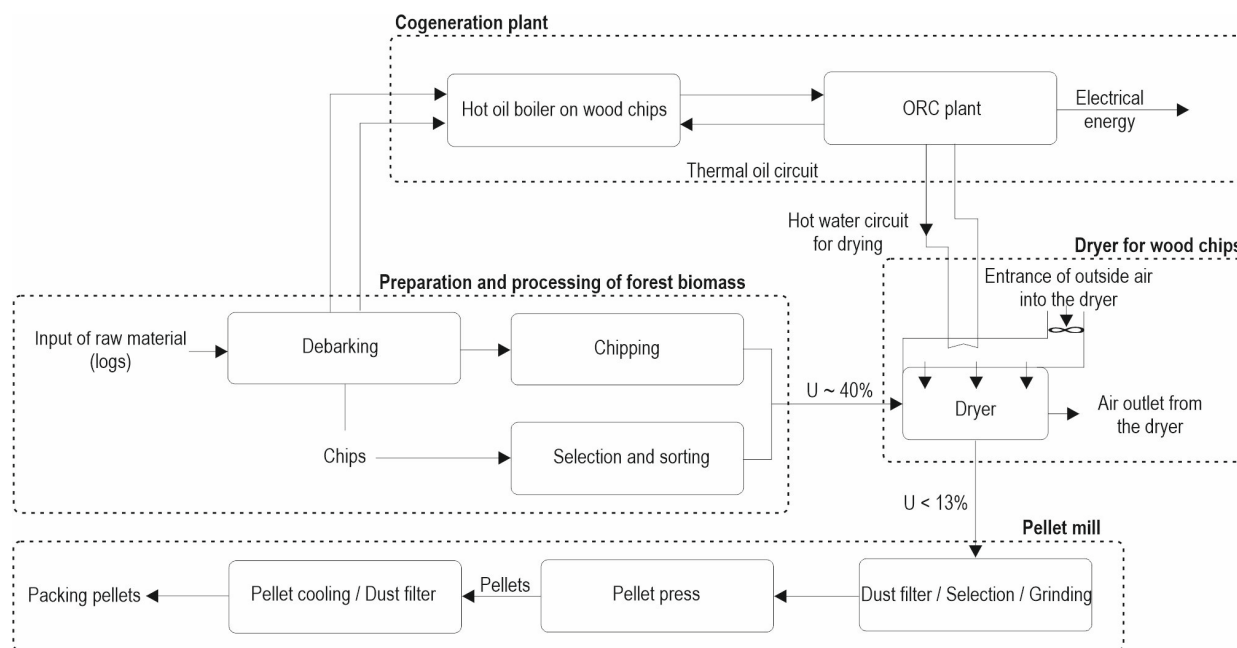 Cogeneration plant
Hot oil boiler on wood chips
ORC plant
Electrical
energy
Thermal oil circuit
Hot water circuit
for drying
Dryer for wood chips
Entrance of outside air
into the dryer
Preparation and processing of forest biomass
Input of raw material
(logs)
Debarking
Chipping
U ~ 40%
Dryer
Air outlet from
the dryer
Chips
Selection and sorting
U < 13%
Pellet mill
Packing pellets
Pellet cooling / Dust filter
Pellets
Pellet press
Dust filter / Selection / Grinding